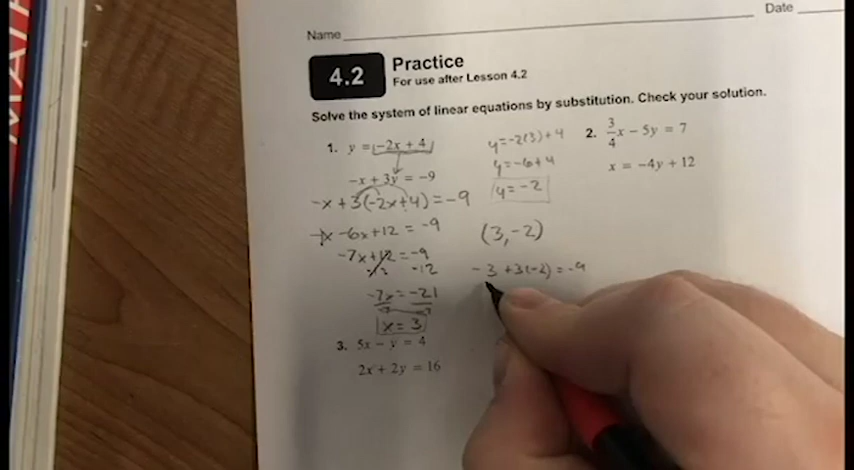 MATH
Name
Date
4.2
Practice
For use after Lesson 4.2
Solve the system of linear equations by substitution. Check your solution.
1. y = -2x + 4
-x + 3y = -9
-x + 3(-2x + 4) = -9
-x - 6x + 12 = -9
-7x + 12 = -9
-12 -12
-7x = -21
x = 3
y = -2(3) + 4
y = -6 + 4
y = -2
(3, -2)
-3 + 3(-2) = -9
2. 3/4 x - 5y = 7
x = -4y + 12
3. 5x - y = 4
2x + 2y = 16